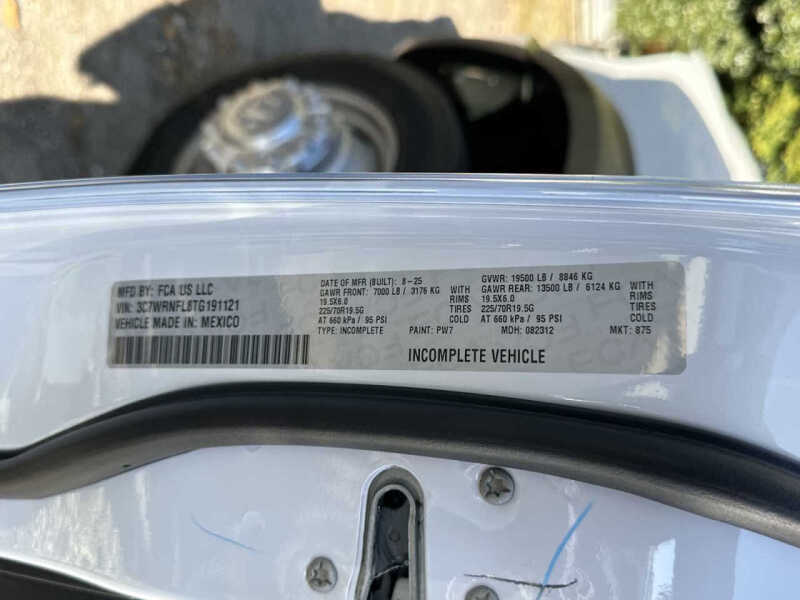 MFD BY: FCA US LLC
VIN: 3C7WRNFL8TG191121
VEHICLE MADE IN: MEXICO
DATE OF MFR (BUILT): 8-25
GAWR FRONT: 7000 LB / 3176 KG WITH
19.5X6.0 RIMS
225/70R19.5G TIRES
AT 660 kPa / 95 PSI COLD
TYPE: INCOMPLETE PAINT: PW7
GVWR: 19500 LB / 8846 KG
GAWR REAR: 13500 LB / 6124 KG WITH
19.5X6.0 RIMS
225/70R19.5G TIRES
AT 660 kPa / 95 PSI COLD
MDH: 082312 MKT: 875
INCOMPLETE VEHICLE